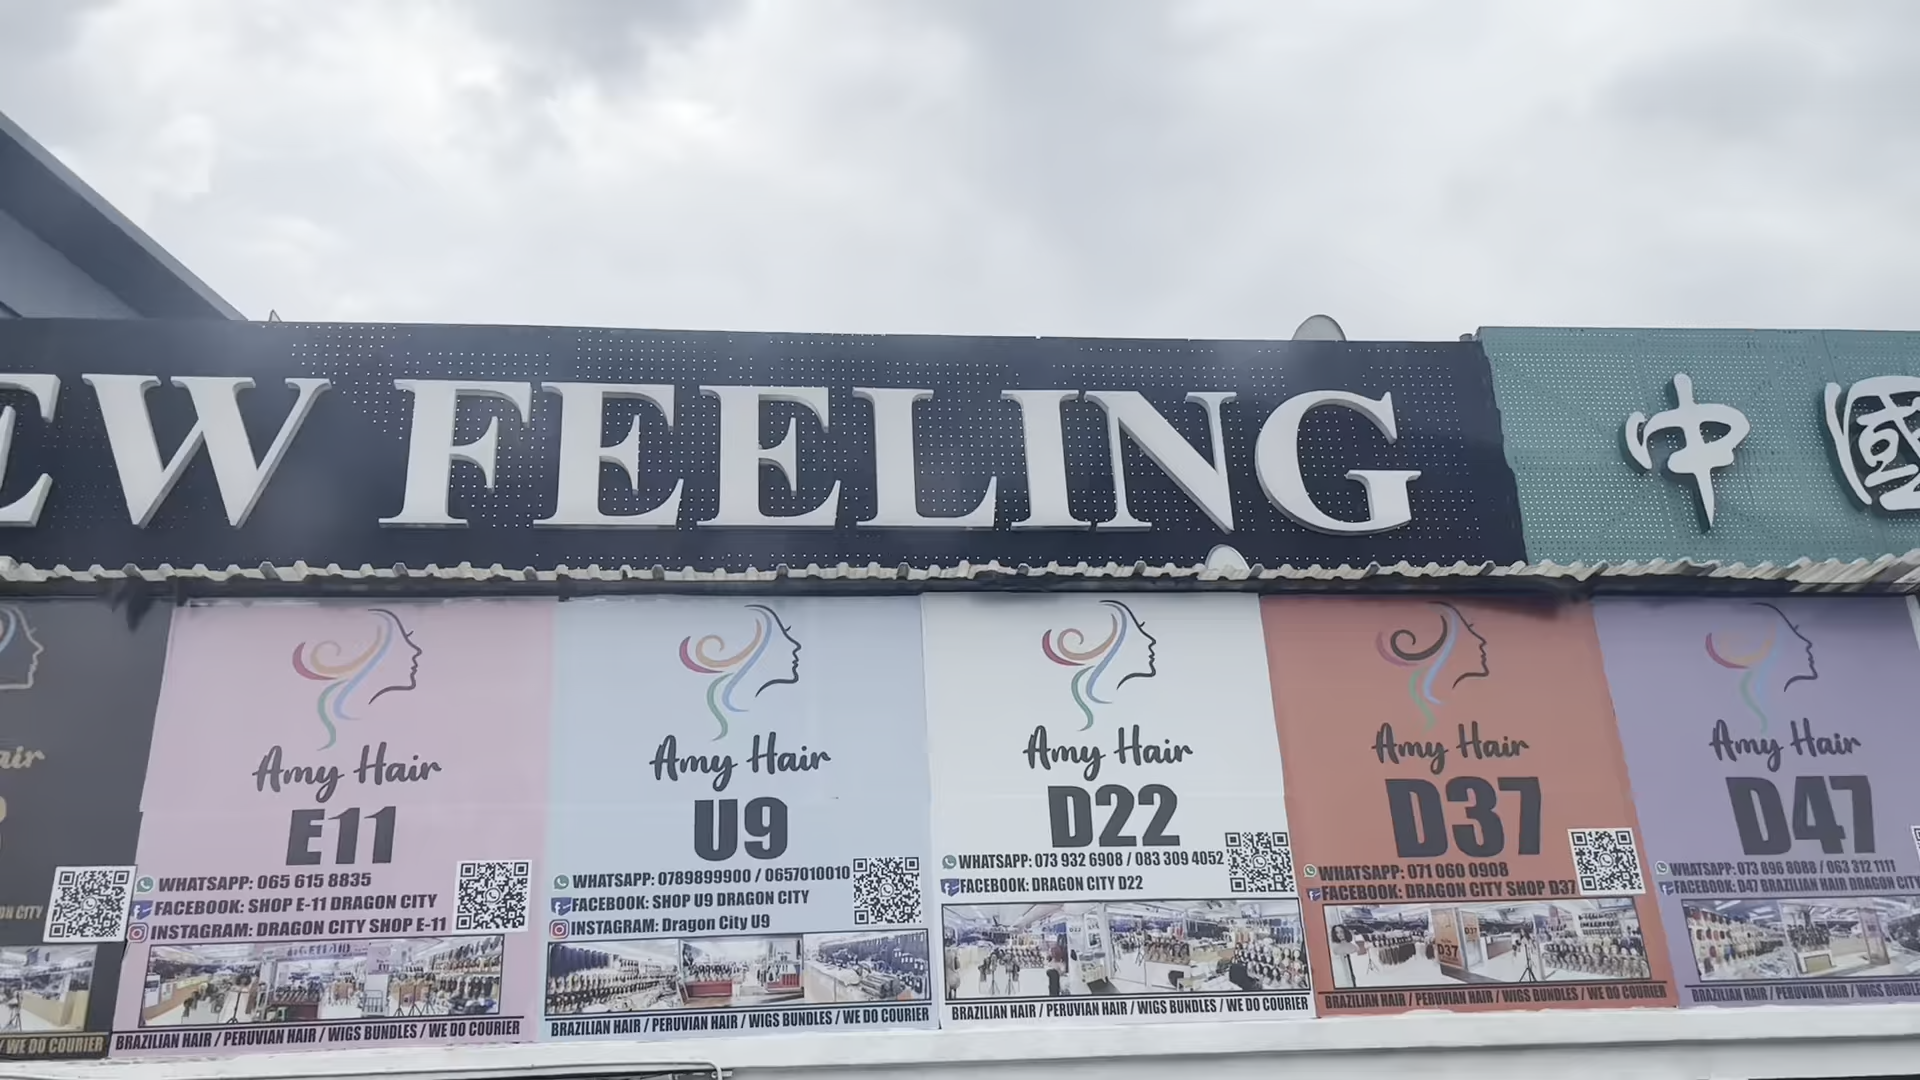 EW FEELING
中國
air
ON CITY
/ WE DO COURIER
Amy Hair
E11
WHATSAPP: 065 615 8835
FACEBOOK: SHOP E-11 DRAGON CITY
INSTAGRAM: DRAGON CITY SHOP E-11
BRAZILIAN HAIR / PERUVIAN HAIR / WIGS BUNDLES / WE DO COURIER
Amy Hair
U9
WHATSAPP: 0789899900 / 0657010010
FACEBOOK: SHOP U9 DRAGON CITY
INSTAGRAM: Dragon City U9
BRAZILIAN HAIR / PERUVIAN HAIR / WIGS BUNDLES / WE DO COURIER
Amy Hair
D22
WHATSAPP: 073 932 6908 / 083 309 4052
FACEBOOK: DRAGON CITY D22
BRAZILIAN HAIR / PERUVIAN HAIR / WIGS BUNDLES / WE DO COURIER
Amy Hair
D37
WHATSAPP: 071 060 0908
FACEBOOK: DRAGON CITY SHOP D37
D37
D37
BRAZILIAN HAIR / PERUVIAN HAIR / WIGS BUNDLES / WE DO COURIER
Amy Hair
D47
WHATSAPP: 073 896 8088 / 063 312 1111
FACEBOOK: D47 BRAZILIAN HAIR DRAGON CITY
BRAZILIAN HAIR / PERUVIAN HAIR / WIGS BUNDLES